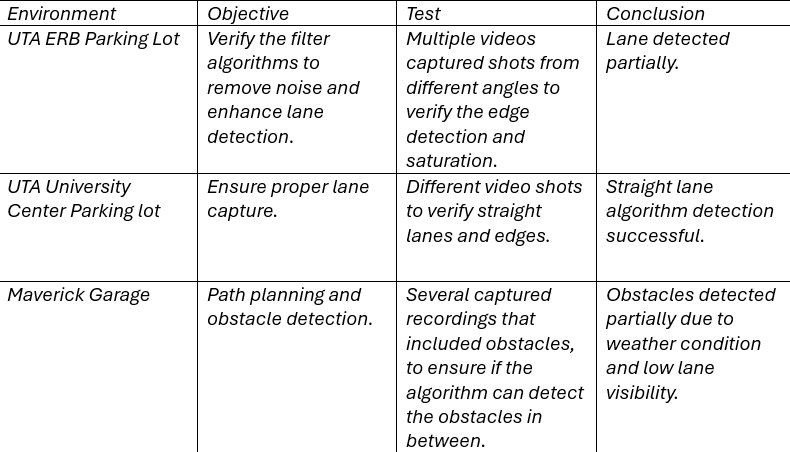 Environment
Objective
Test
Conclusion
UTA ERB Parking Lot
Verify the filter
algorithms to
remove noise and
enhance lane
detection.
Multiple videos
captured shots from
different angles to
verify the edge
detection and
saturation.
Lane detected
partially.
UTA University
Center Parking lot
Ensure proper lane
capture.
Different video shots
to verify straight
lanes and edges.
Straight lane
algorithm detection
successful.
Maverick Garage
Path planning and
obstacle detection.
Several captured
recordings that
included obstacles,
to ensure if the
algorithm can detect
the obstacles in
between.
Obstacles detected
partially due to
weather condition
and low lane
visibility.